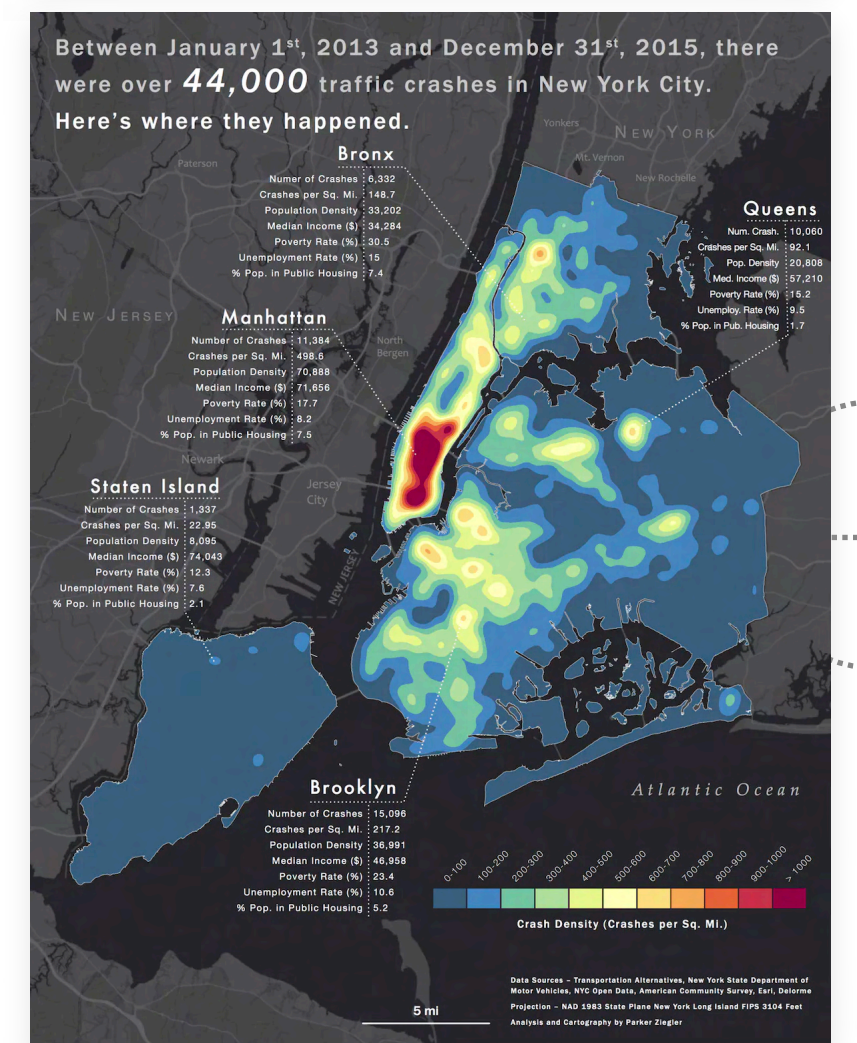 Between January 1st, 2013 and December 31st, 2015, there
were over 44,000 traffic crashes in New York City.
Here's where they happened.
Yonkers
NEW YORK
Paterson
Mt. Vernon
New Rochelle
Bronx
Numer of Crashes 6,332
Crashes per Sq. Mi. 148.7
Population Density 33,202
Median Income ($) 34,284
Poverty Rate (%) 30.5
Unemployment Rate (%) 15
% Pop. in Public Housing 7.4
Queens
Num. Crash. 10,060
Crashes per Sq. Mi. 92.1
Pop. Density 20,808
Med. Income ($) 57,210
Poverty Rate (%) 15.2
Unemploy. Rate (%) 9.5
% Pop. in Pub. Housing 1.7
NEW JERSEY
Manhattan
Number of Crashes 11,384
Crashes per Sq. Mi. 498.6
Population Density 70,888
Median Income ($) 71,656
Poverty Rate (%) 17.7
Unemployment Rate (%) 8.2
% Pop. in Public Housing 7.5
North
Bergen
Newark
Jersey
City
Staten Island
Number of Crashes 1,337
Crashes per Sq. Mi. 22.95
Population Density 8,095
Median Income ($) 74,043
Poverty Rate (%) 12.3
Unemployment Rate (%) 7.6
% Pop. in Public Housing 2.1
NEW JERSEY
Brooklyn
Number of Crashes 15,096
Crashes per Sq. Mi. 217.2
Population Density 36,991
Median Income ($) 46,958
Poverty Rate (%) 23.4
Unemployment Rate (%) 10.6
% Pop. in Public Housing 5.2
Atlantic Ocean
0-100 100-200 200-300 300-400 400-500 500-600 600-700 700-800 800-900 900-1000 > 1000
Crash Density (Crashes per Sq. Mi.)
Data Sources – Transportation Alternatives, New York State Department of
Motor Vehicles, NYC Open Data, American Community Survey, Esri, Delorme
Projection – NAD 1983 State Plane New York Long Island FIPS 3104 Feet
Analysis and Cartography by Parker Ziegler
5 mi